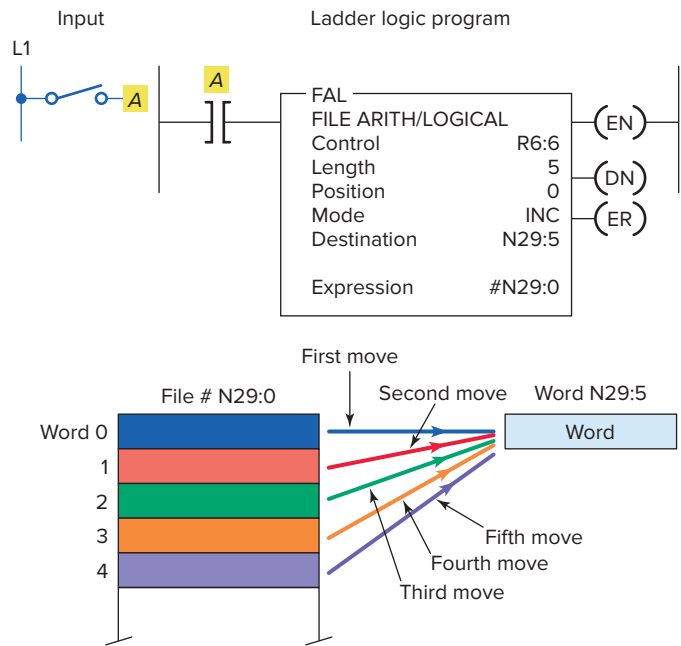 Input
Ladder logic program
L1
A
A
FAL
FILE ARITH/LOGICAL
Control R6:6
Length 5
Position 0
Mode INC
Destination N29:5
Expression #N29:0
EN
DN
ER
First move
File # N29:0
Second move
Word N29:5
Word 0
Word
1
2
3
4
Fifth move
Fourth move
Third move